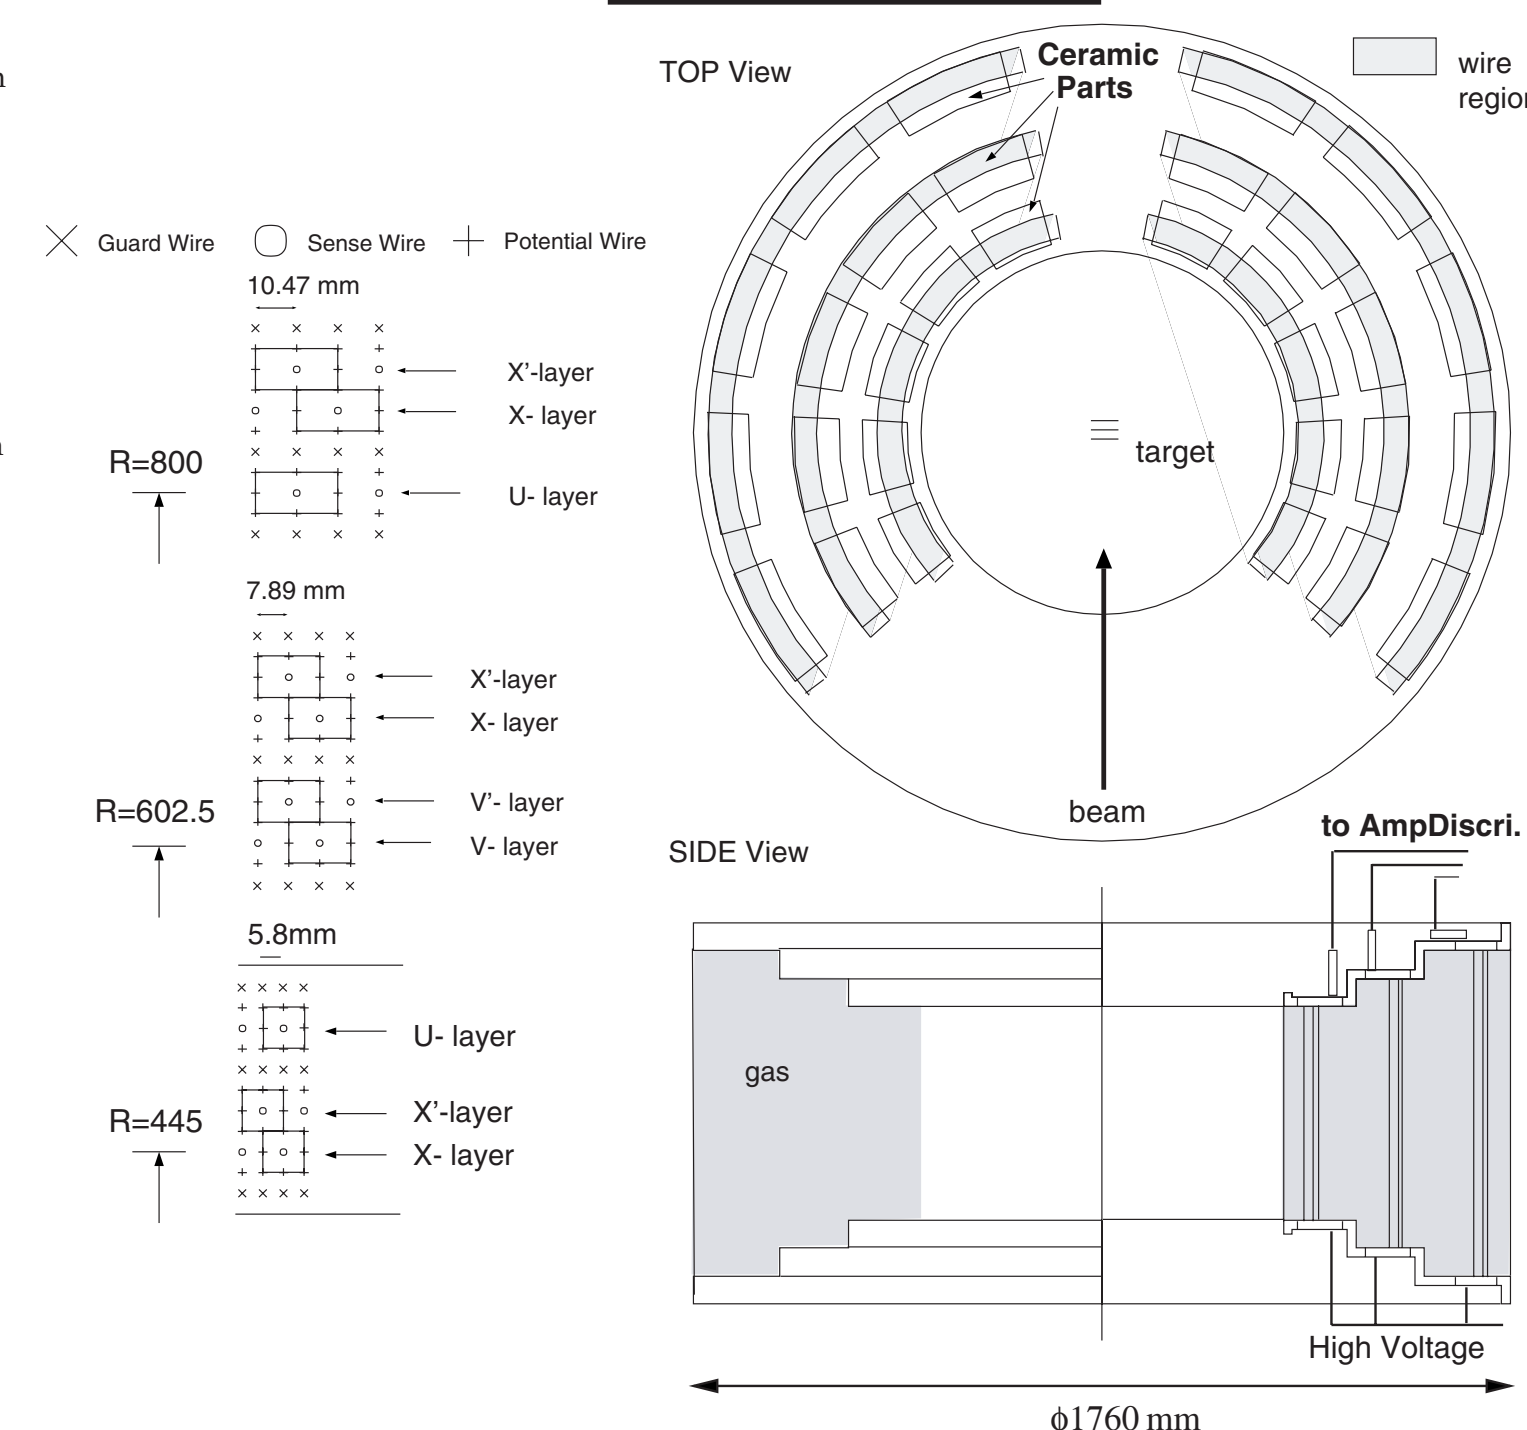 TOP View
Ceramic
Parts
wire
Guard Wire
Sense Wire
Potential Wire
10.47 mm
X’-layer
X- layer
R=800
U- layer
target
7.89 mm
X’-layer
X- layer
R=602.5
V’- layer
V- layer
beam
to AmpDiscri.
SIDE View
5.8mm
U- layer
R=445
X’-layer
X- layer
gas
High Voltage
ϕ1760 mm